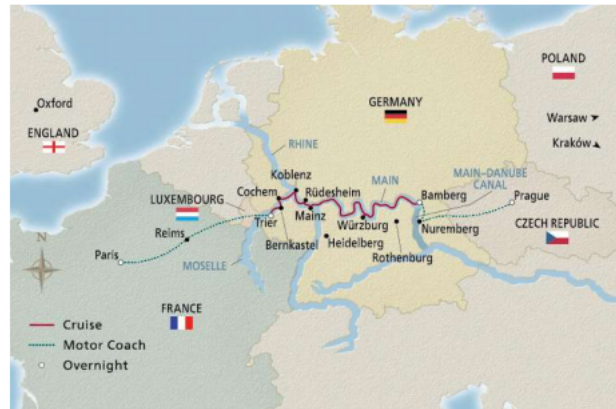 POLAND
Oxford
GERMANY
ENGLAND
Warsaw
Kraków
RHINE
MAIN–DANUBE
CANAL
Koblenz
MAIN
Cochem
Rüdesheim
Bamberg
Prague
LUXEMBOURG
Trier
Mainz
Würzburg
Nuremberg
CZECH REPUBLIC
Reims
Bernkastel
Heidelberg
Rothenburg
Paris
MOSELLE
N
FRANCE
Cruise
Motor Coach
Overnight